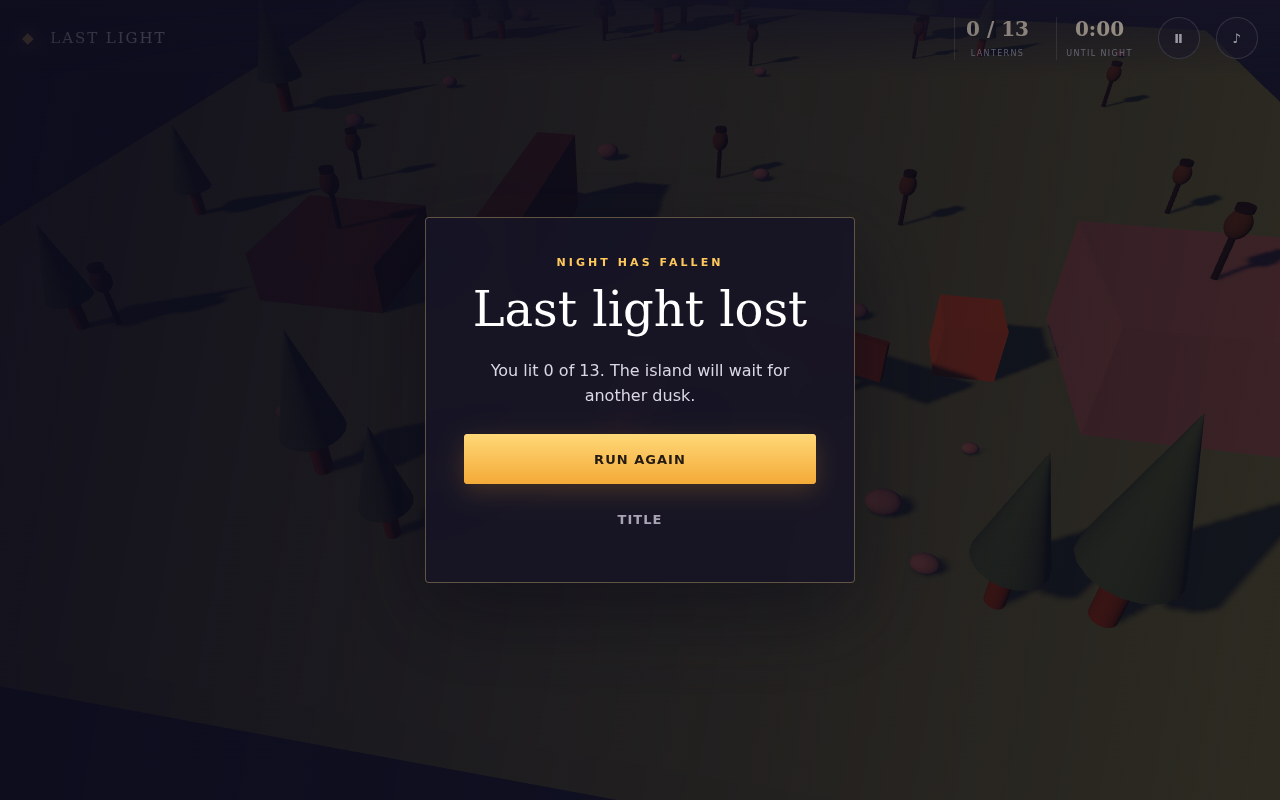 ◆ LAST LIGHT
0 / 13
LANTERNS
0:00
UNTIL NIGHT
NIGHT HAS FALLEN
Last light lost
You lit 0 of 13. The island will wait for
another dusk.
RUN AGAIN
TITLE